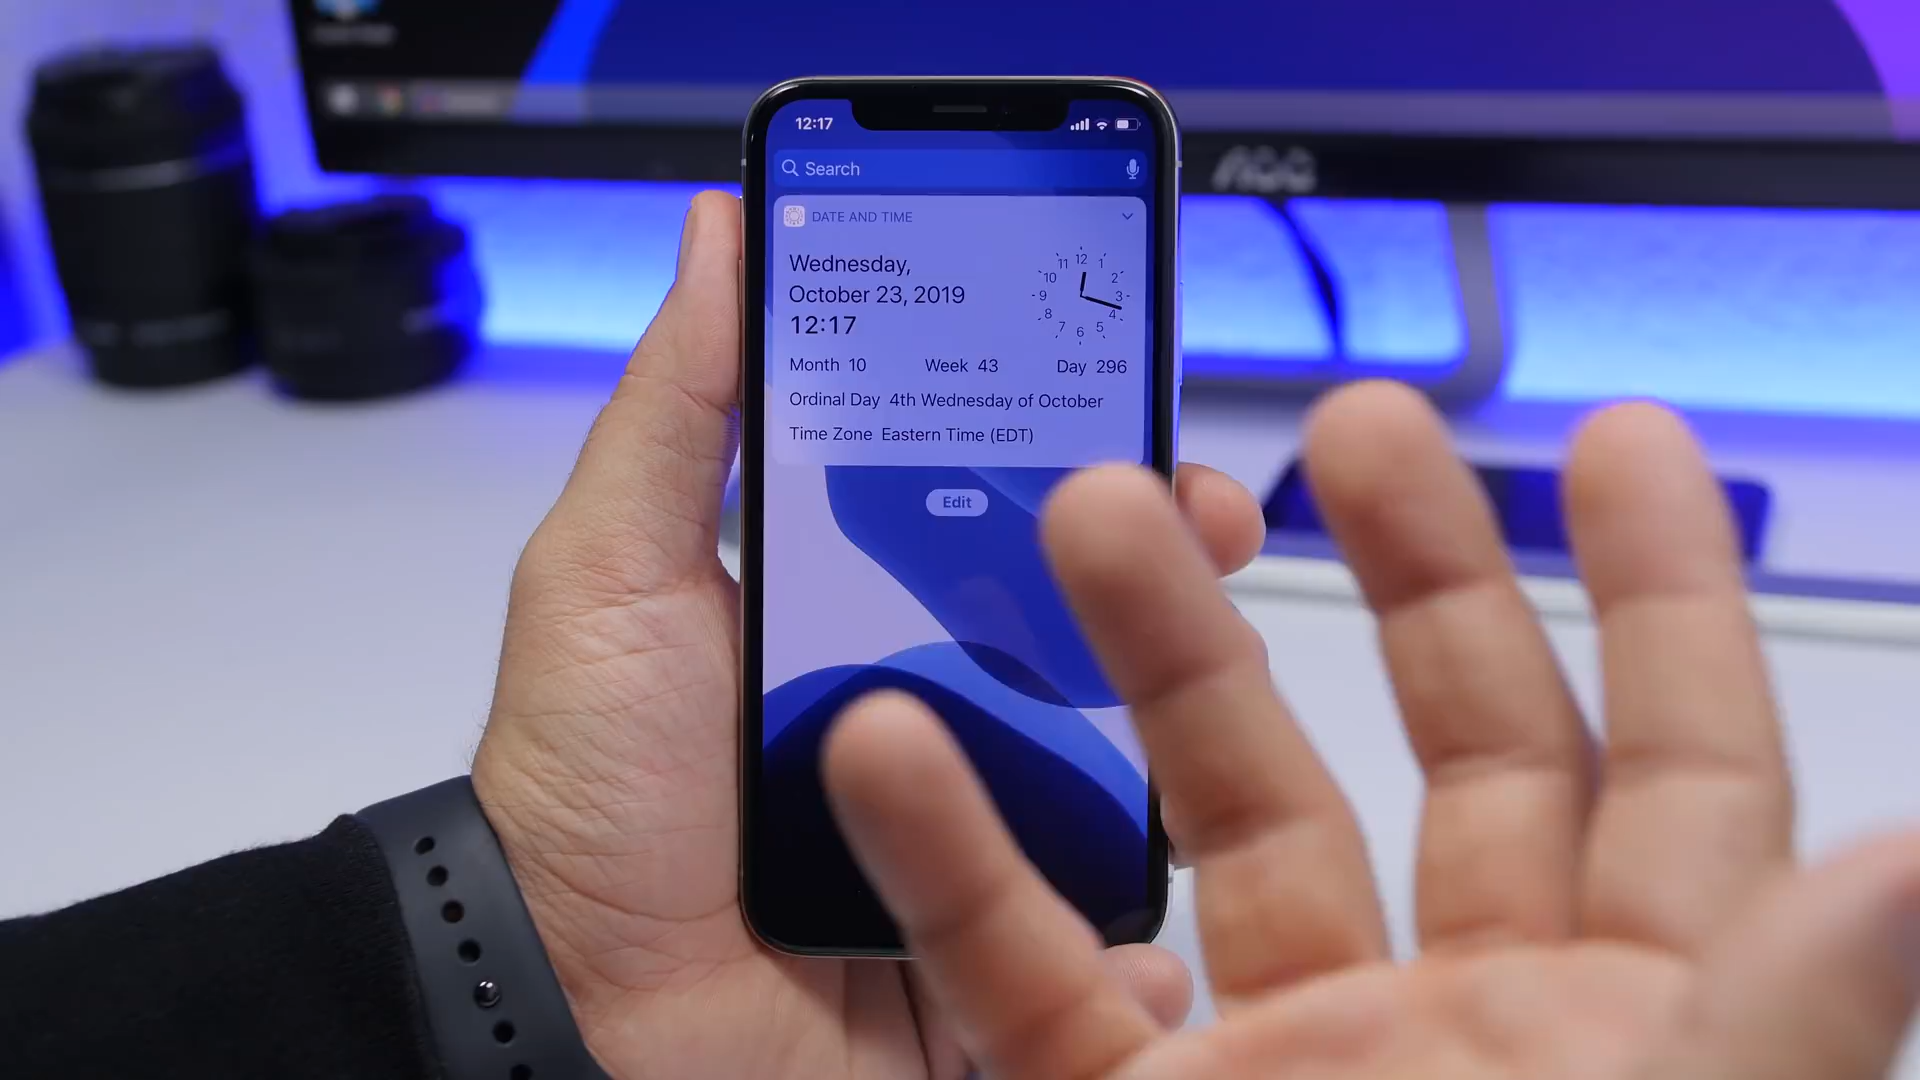 12:17
Search
DATE AND TIME
Wednesday,
October 23, 2019
12:17
11 12 1
10 2
9 3
8 4
7 6 5
Month 10 Week 43 Day 296
Ordinal Day 4th Wednesday of October
Time Zone Eastern Time (EDT)
Edit
AOC